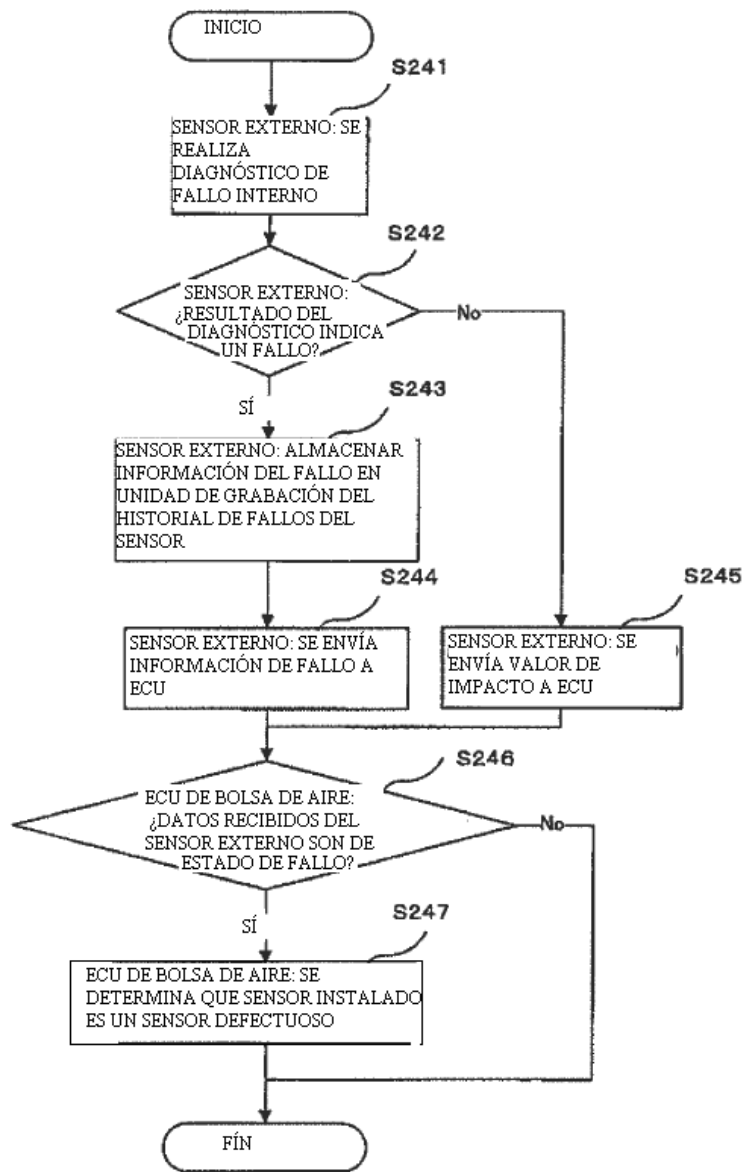 INICIO
S241
SENSOR EXTERNO: SE
REALIZA
DIAGNÓSTICO DE
FALLO INTERNO
S242
SENSOR EXTERNO:
¿RESULTADO DEL
DIAGNÓSTICO INDICA
UN FALLO?
No
SÍ
S243
SENSOR EXTERNO: ALMACENAR
INFORMACIÓN DEL FALLO EN
UNIDAD DE GRABACIÓN DEL
HISTORIAL DE FALLOS DEL
SENSOR
S244
SENSOR EXTERNO: SE ENVÍA
INFORMACIÓN DE FALLO A
ECU
S245
SENSOR EXTERNO: SE
ENVÍA VALOR DE
IMPACTO A ECU
S246
ECU DE BOLSA DE AIRE:
¿DATOS RECIBIDOS DEL
SENSOR EXTERNO SON DE
ESTADO DE FALLO?
No
SÍ
S247
ECU DE BOLSA DE AIRE: SE
DETERMINA QUE SENSOR INSTALADO
ES UN SENSOR DEFECTUOSO
FÍN